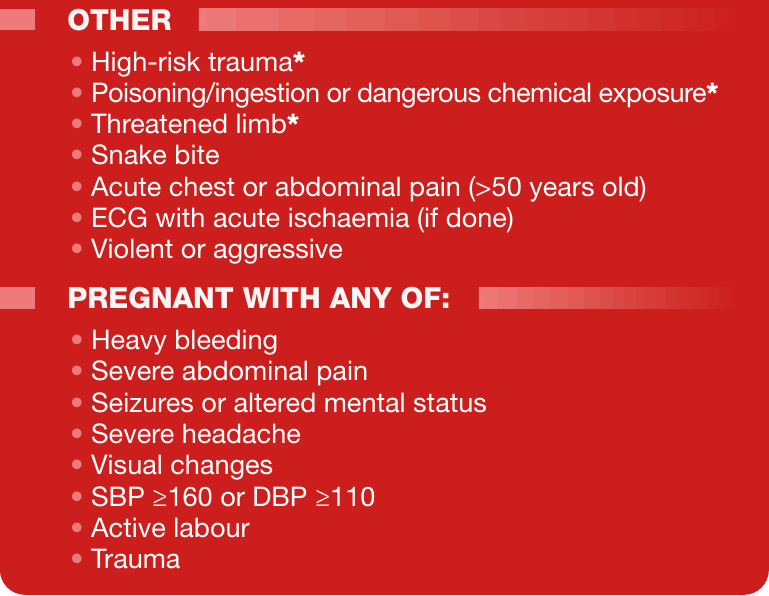 OTHER
• High-risk trauma*
• Poisoning/ingestion or dangerous chemical exposure*
• Threatened limb*
• Snake bite
• Acute chest or abdominal pain (>50 years old)
• ECG with acute ischaemia (if done)
• Violent or aggressive
PREGNANT WITH ANY OF:
• Heavy bleeding
• Severe abdominal pain
• Seizures or altered mental status
• Severe headache
• Visual changes
• SBP ≥160 or DBP ≥110
• Active labour
• Trauma